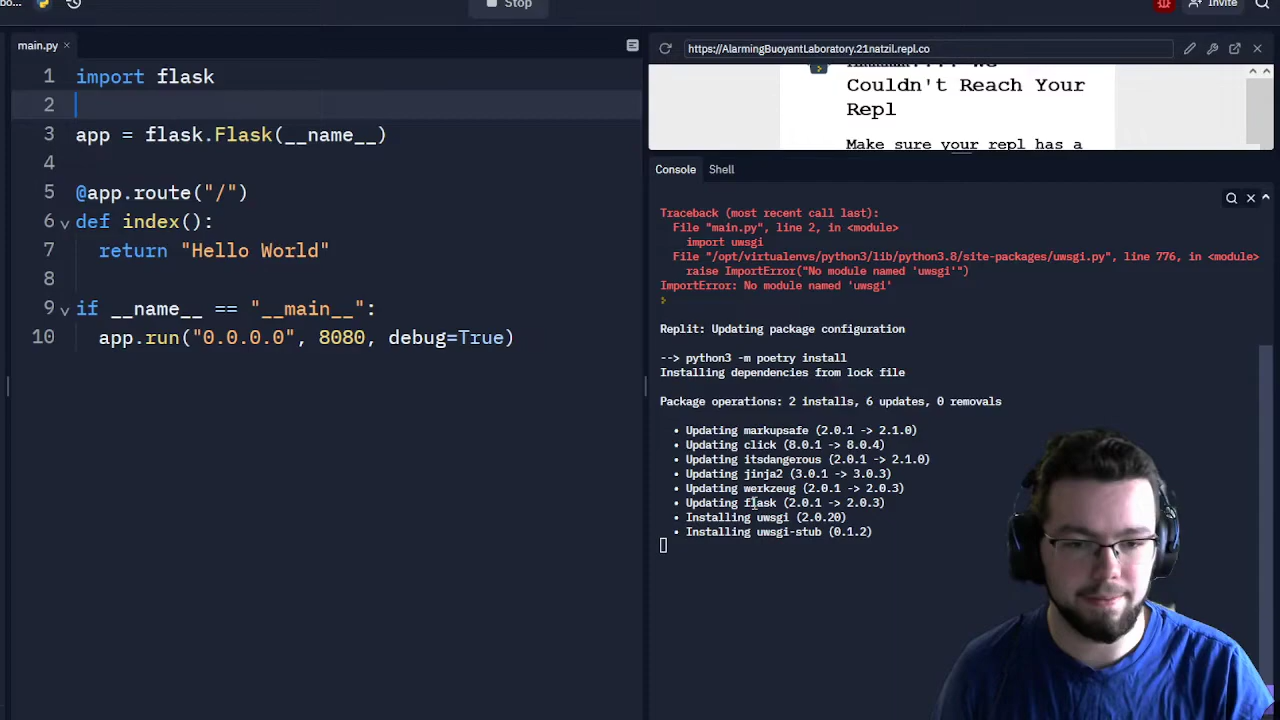 Stop
Invite
main.py ×
1 import flask
2
3 app = flask.Flask(__name__)
4
5 @app.route("/")
6 def index():
7 return "Hello World"
8
9 if __name__ == "__main__":
10 app.run("0.0.0.0", 8080, debug=True)
https://AlarmingBuoyantLaboratory.21natzil.repl.co
Couldn't Reach Your
Repl
Make sure your repl has a
Console Shell
Traceback (most recent call last):
File "main.py", line 2, in <module>
import uwsgi
File "/opt/virtualenvs/python3/lib/python3.8/site-packages/uwsgi.py", line 776, in <module>
raise ImportError("No module named 'uwsgi'")
ImportError: No module named 'uwsgi'
Replit: Updating package configuration
--> python3 -m poetry install
Installing dependencies from lock file
Package operations: 2 installs, 6 updates, 0 removals
• Updating markupsafe (2.0.1 -> 2.1.0)
• Updating click (8.0.1 -> 8.0.4)
• Updating itsdangerous (2.0.1 -> 2.1.0)
• Updating jinja2 (3.0.1 -> 3.0.3)
• Updating werkzeug (2.0.1 -> 2.0.3)
• Updating flask (2.0.1 -> 2.0.3)
• Installing uwsgi (2.0.20)
• Installing uwsgi-stub (0.1.2)